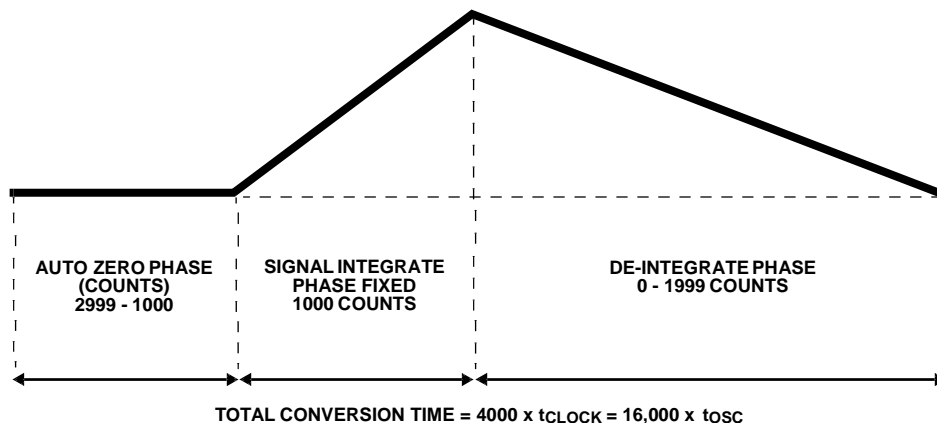 AUTO ZERO PHASE
(COUNTS)
2999 - 1000
SIGNAL INTEGRATE
PHASE FIXED
1000 COUNTS
DE-INTEGRATE PHASE
0 - 1999 COUNTS
TOTAL CONVERSION TIME = 4000 x tCLOCK = 16,000 x tOSC